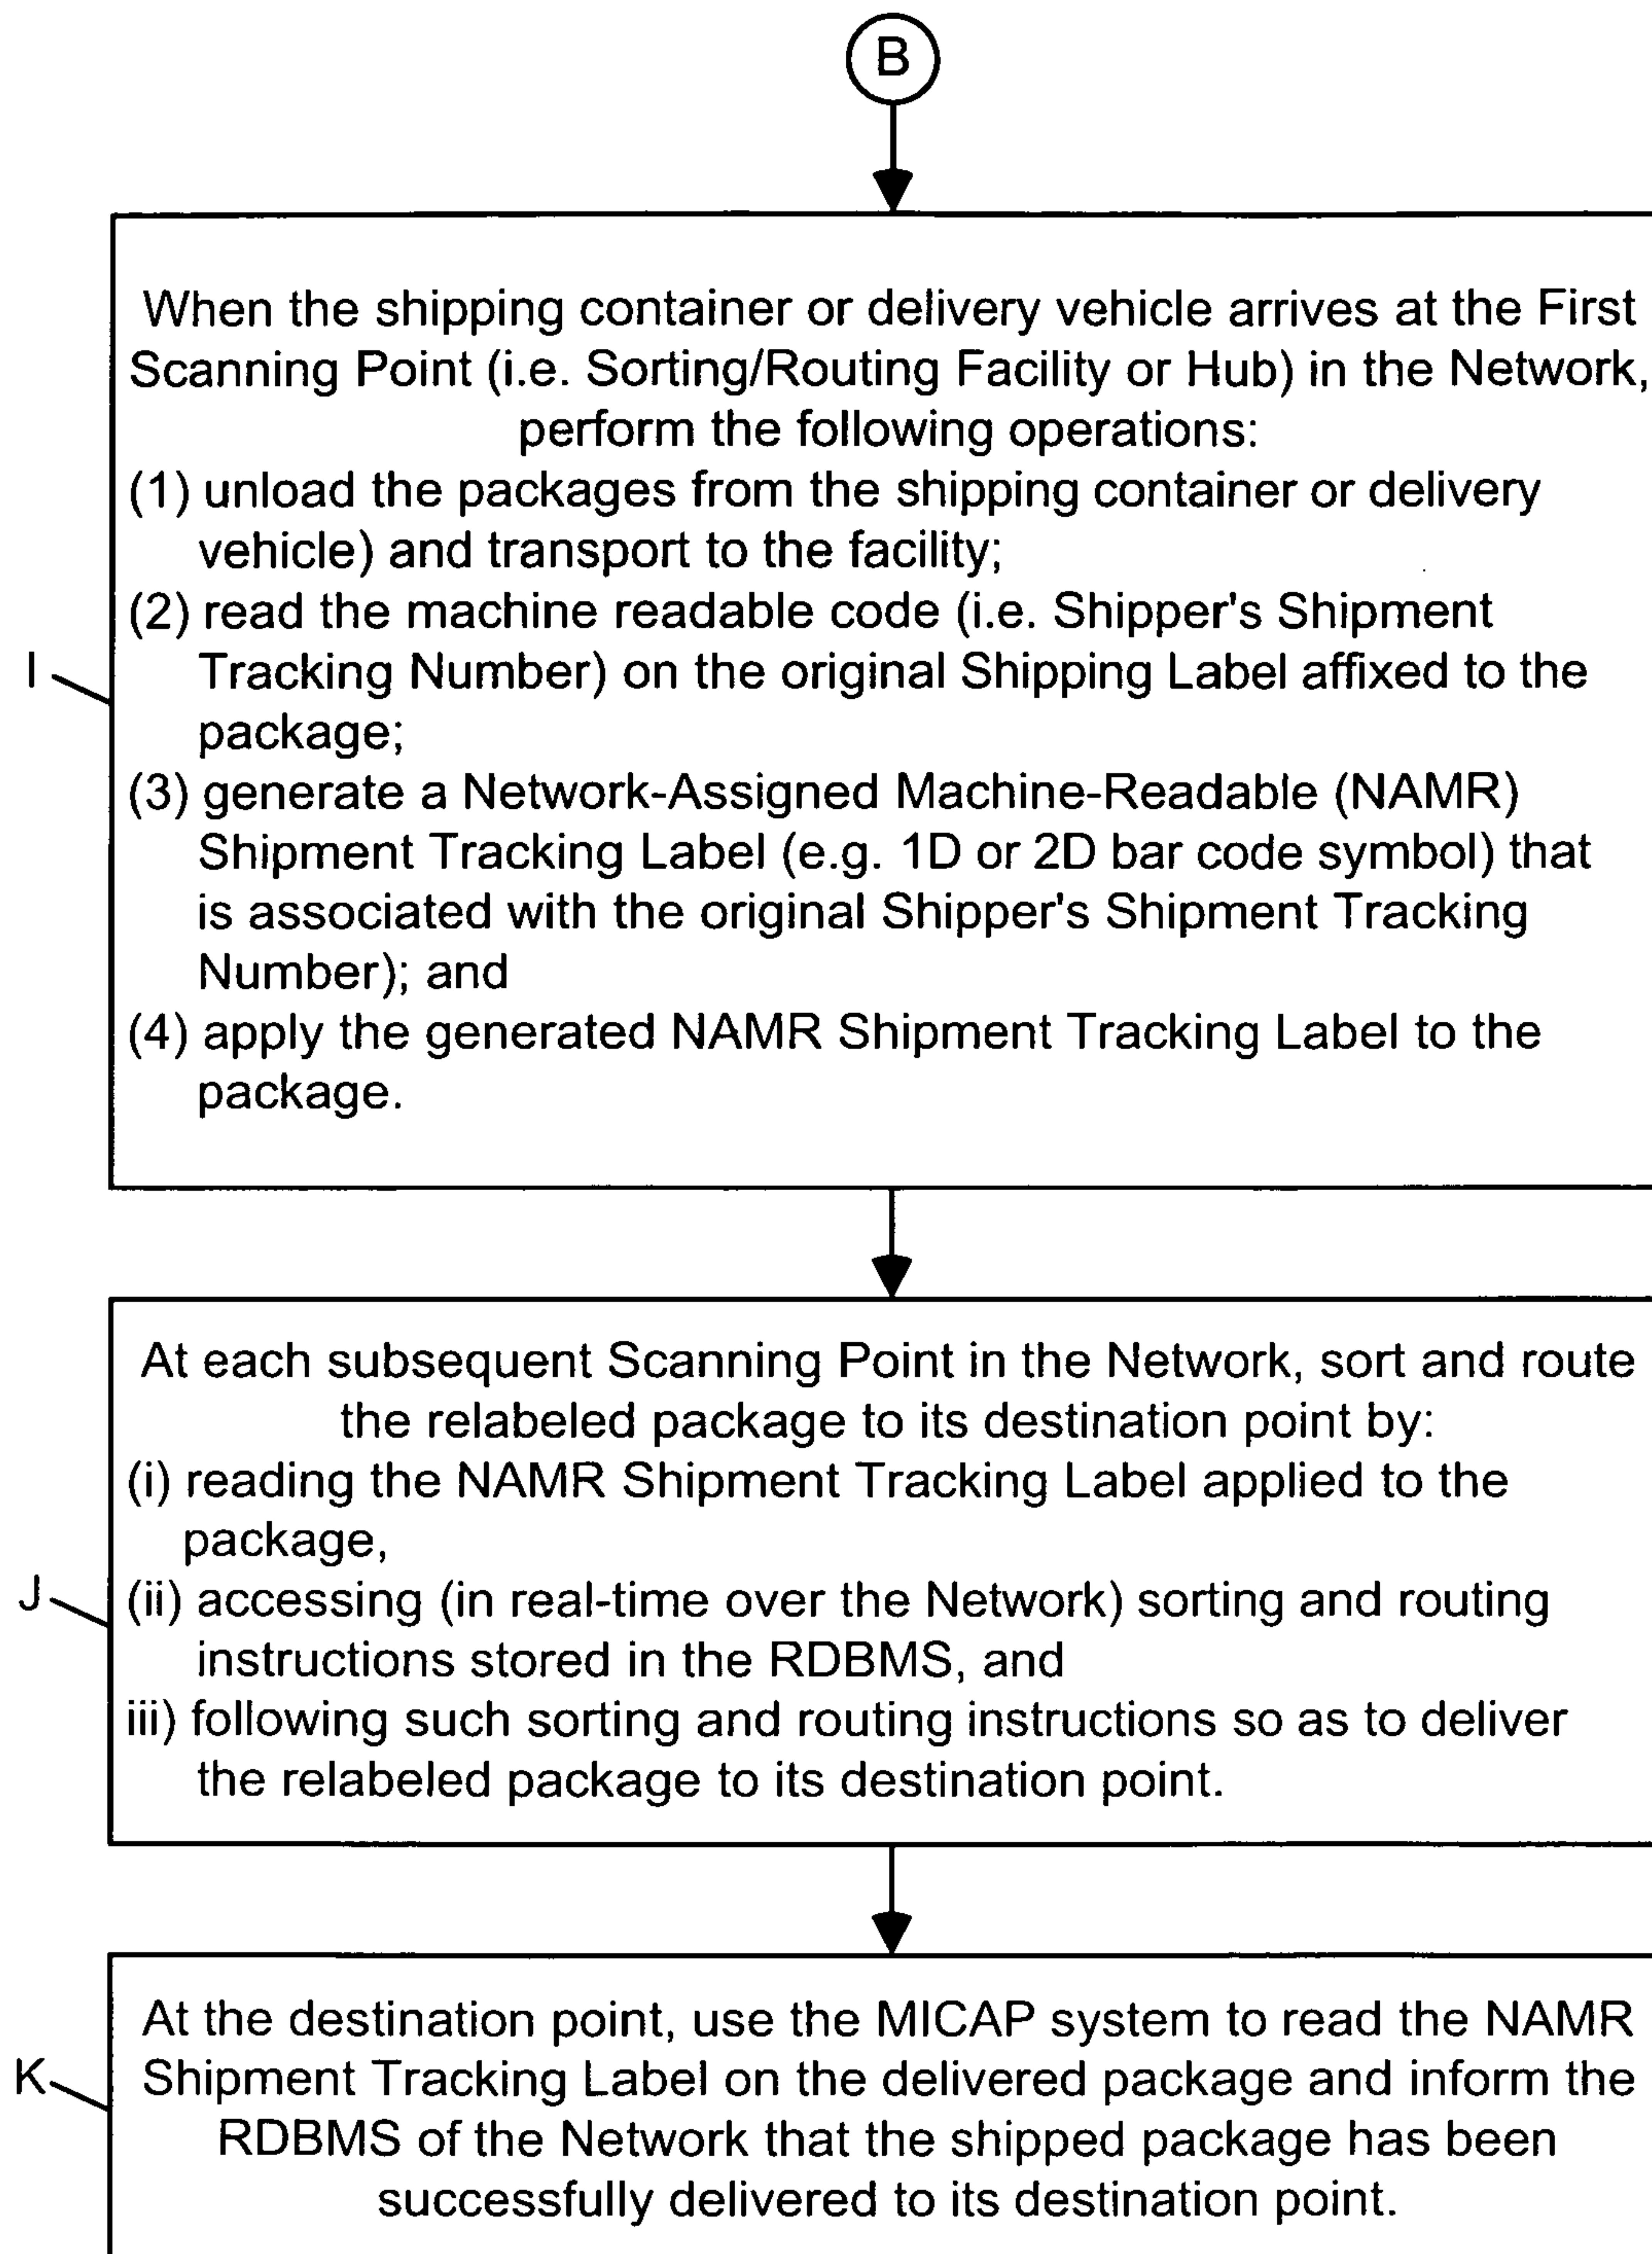 B
When the shipping container or delivery vehicle arrives at the First
Scanning Point (i.e. Sorting/Routing Facility or Hub) in the Network,
perform the following operations:
(1) unload the packages from the shipping container or delivery
vehicle) and transport to the facility;
(2) read the machine readable code (i.e. Shipper's Shipment
Tracking Number) on the original Shipping Label affixed to the
package;
(3) generate a Network-Assigned Machine-Readable (NAMR)
Shipment Tracking Label (e.g. 1D or 2D bar code symbol) that
is associated with the original Shipper's Shipment Tracking
Number); and
(4) apply the generated NAMR Shipment Tracking Label to the
package.
I
At each subsequent Scanning Point in the Network, sort and route
the relabeled package to its destination point by:
(i) reading the NAMR Shipment Tracking Label applied to the
package,
(ii) accessing (in real-time over the Network) sorting and routing
instructions stored in the RDBMS, and
iii) following such sorting and routing instructions so as to deliver
the relabeled package to its destination point.
J
At the destination point, use the MICAP system to read the NAMR
Shipment Tracking Label on the delivered package and inform the
RDBMS of the Network that the shipped package has been
successfully delivered to its destination point.
K